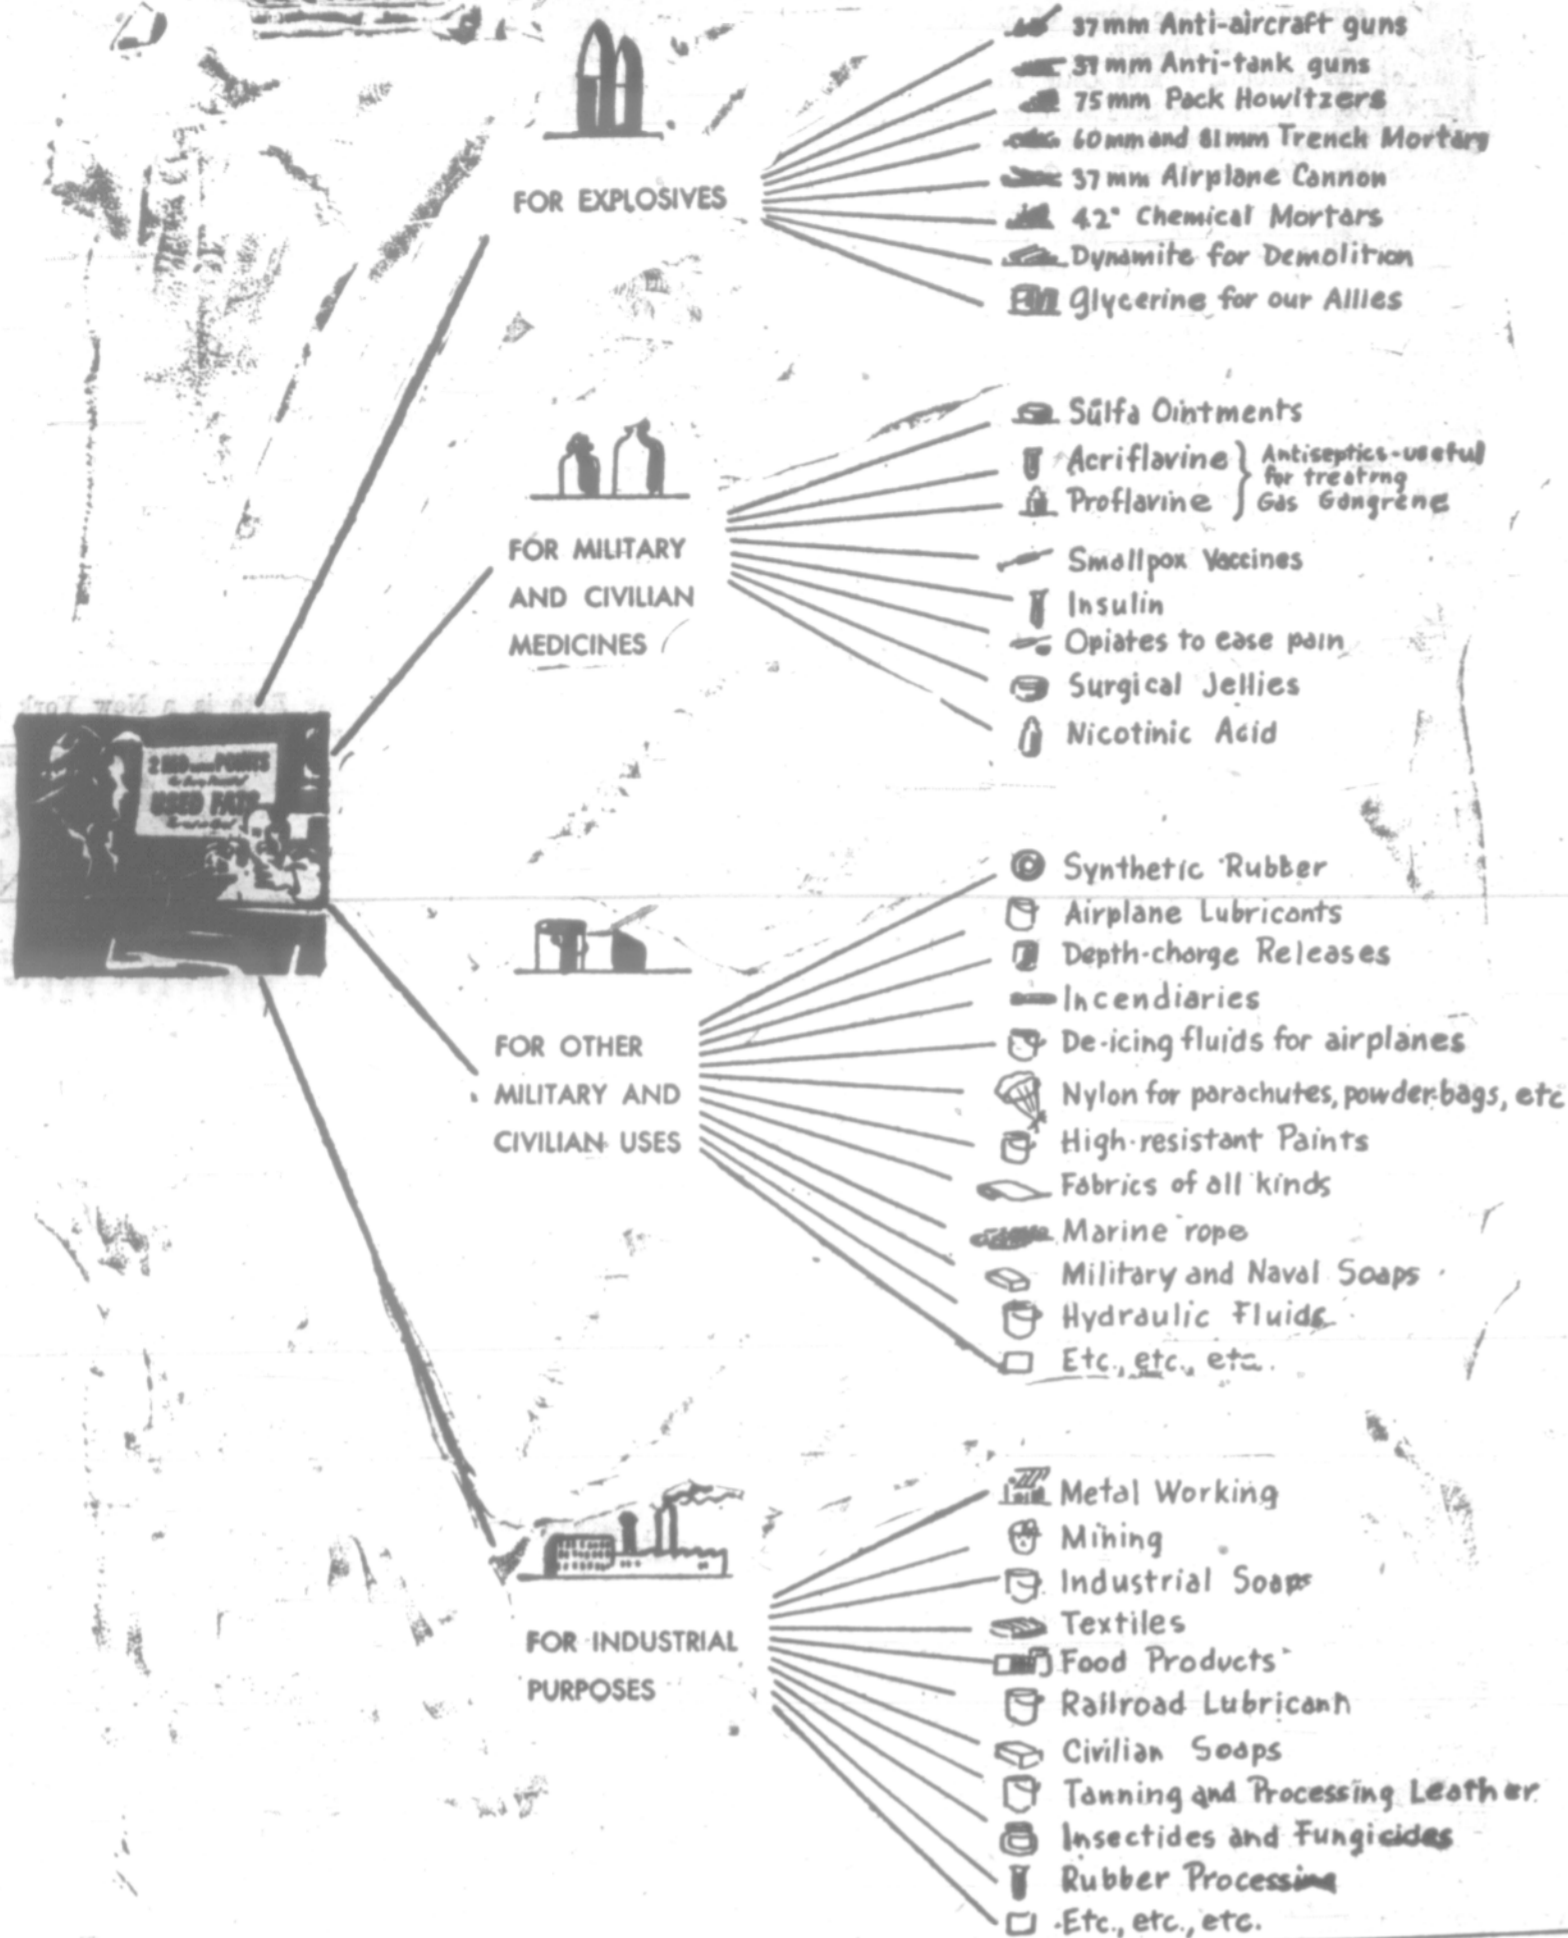 37mm Anti-aircraft guns
37mm Anti-tank guns
75mm Pack Howitzers
60mm and 81mm Trench Mortars
37mm Airplane Cannon
4.2" Chemical Mortars
Dynamite for Demolition
Glycerine for our Allies
FOR EXPLOSIVES
Sulfa Ointments
Acriflavine
Proflavine
Antiseptics-useful
for treating
Gas Gangrene
Smallpox Vaccines
Insulin
Opiates to ease pain
Surgical Jellies
Nicotinic Acid
FOR MILITARY
AND CIVILIAN
MEDICINES
is a New York
2 RED POINTS
USED FATS
Synthetic Rubber
Airplane Lubricants
Depth-charge Releases
Incendiaries
De-icing fluids for airplanes
Nylon for parachutes, powder-bags, etc
High-resistant Paints
Fabrics of all kinds
Marine rope
Military and Naval Soaps
Hydraulic Fluids
Etc., etc., etc.
FOR OTHER
MILITARY AND
CIVILIAN USES
Metal Working
Mining
Industrial Soaps
Textiles
Food Products
Railroad Lubricant
Civilian Soaps
Tanning and Processing Leather
Insectides and Fungicides
Rubber Processing
Etc., etc., etc.
FOR INDUSTRIAL
PURPOSES